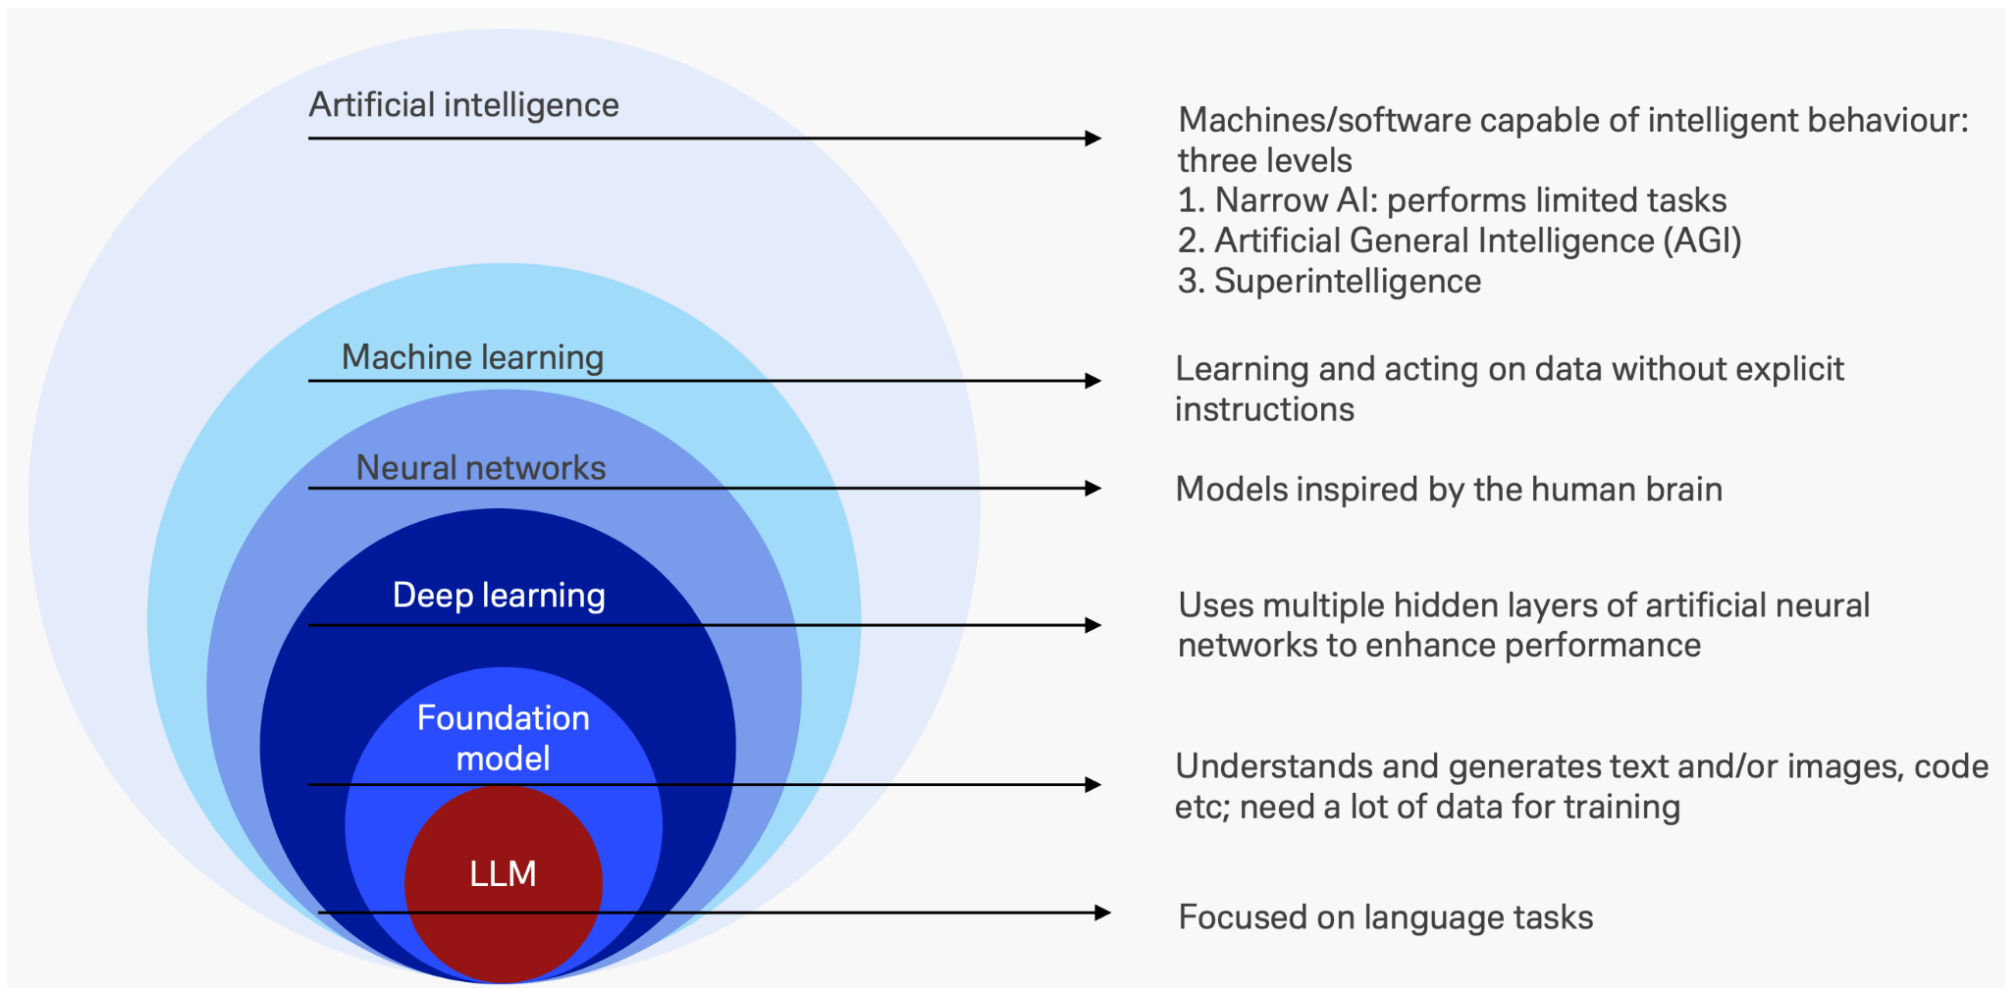 Artificial intelligence
Machines/software capable of intelligent behaviour:
three levels
1. Narrow AI: performs limited tasks
2. Artificial General Intelligence (AGI)
3. Superintelligence
Machine learning
Learning and acting on data without explicit
instructions
Neural networks
Models inspired by the human brain
Deep learning
Uses multiple hidden layers of artificial neural
networks to enhance performance
Foundation
model
Understands and generates text and/or images, code
etc; need a lot of data for training
LLM
Focused on language tasks